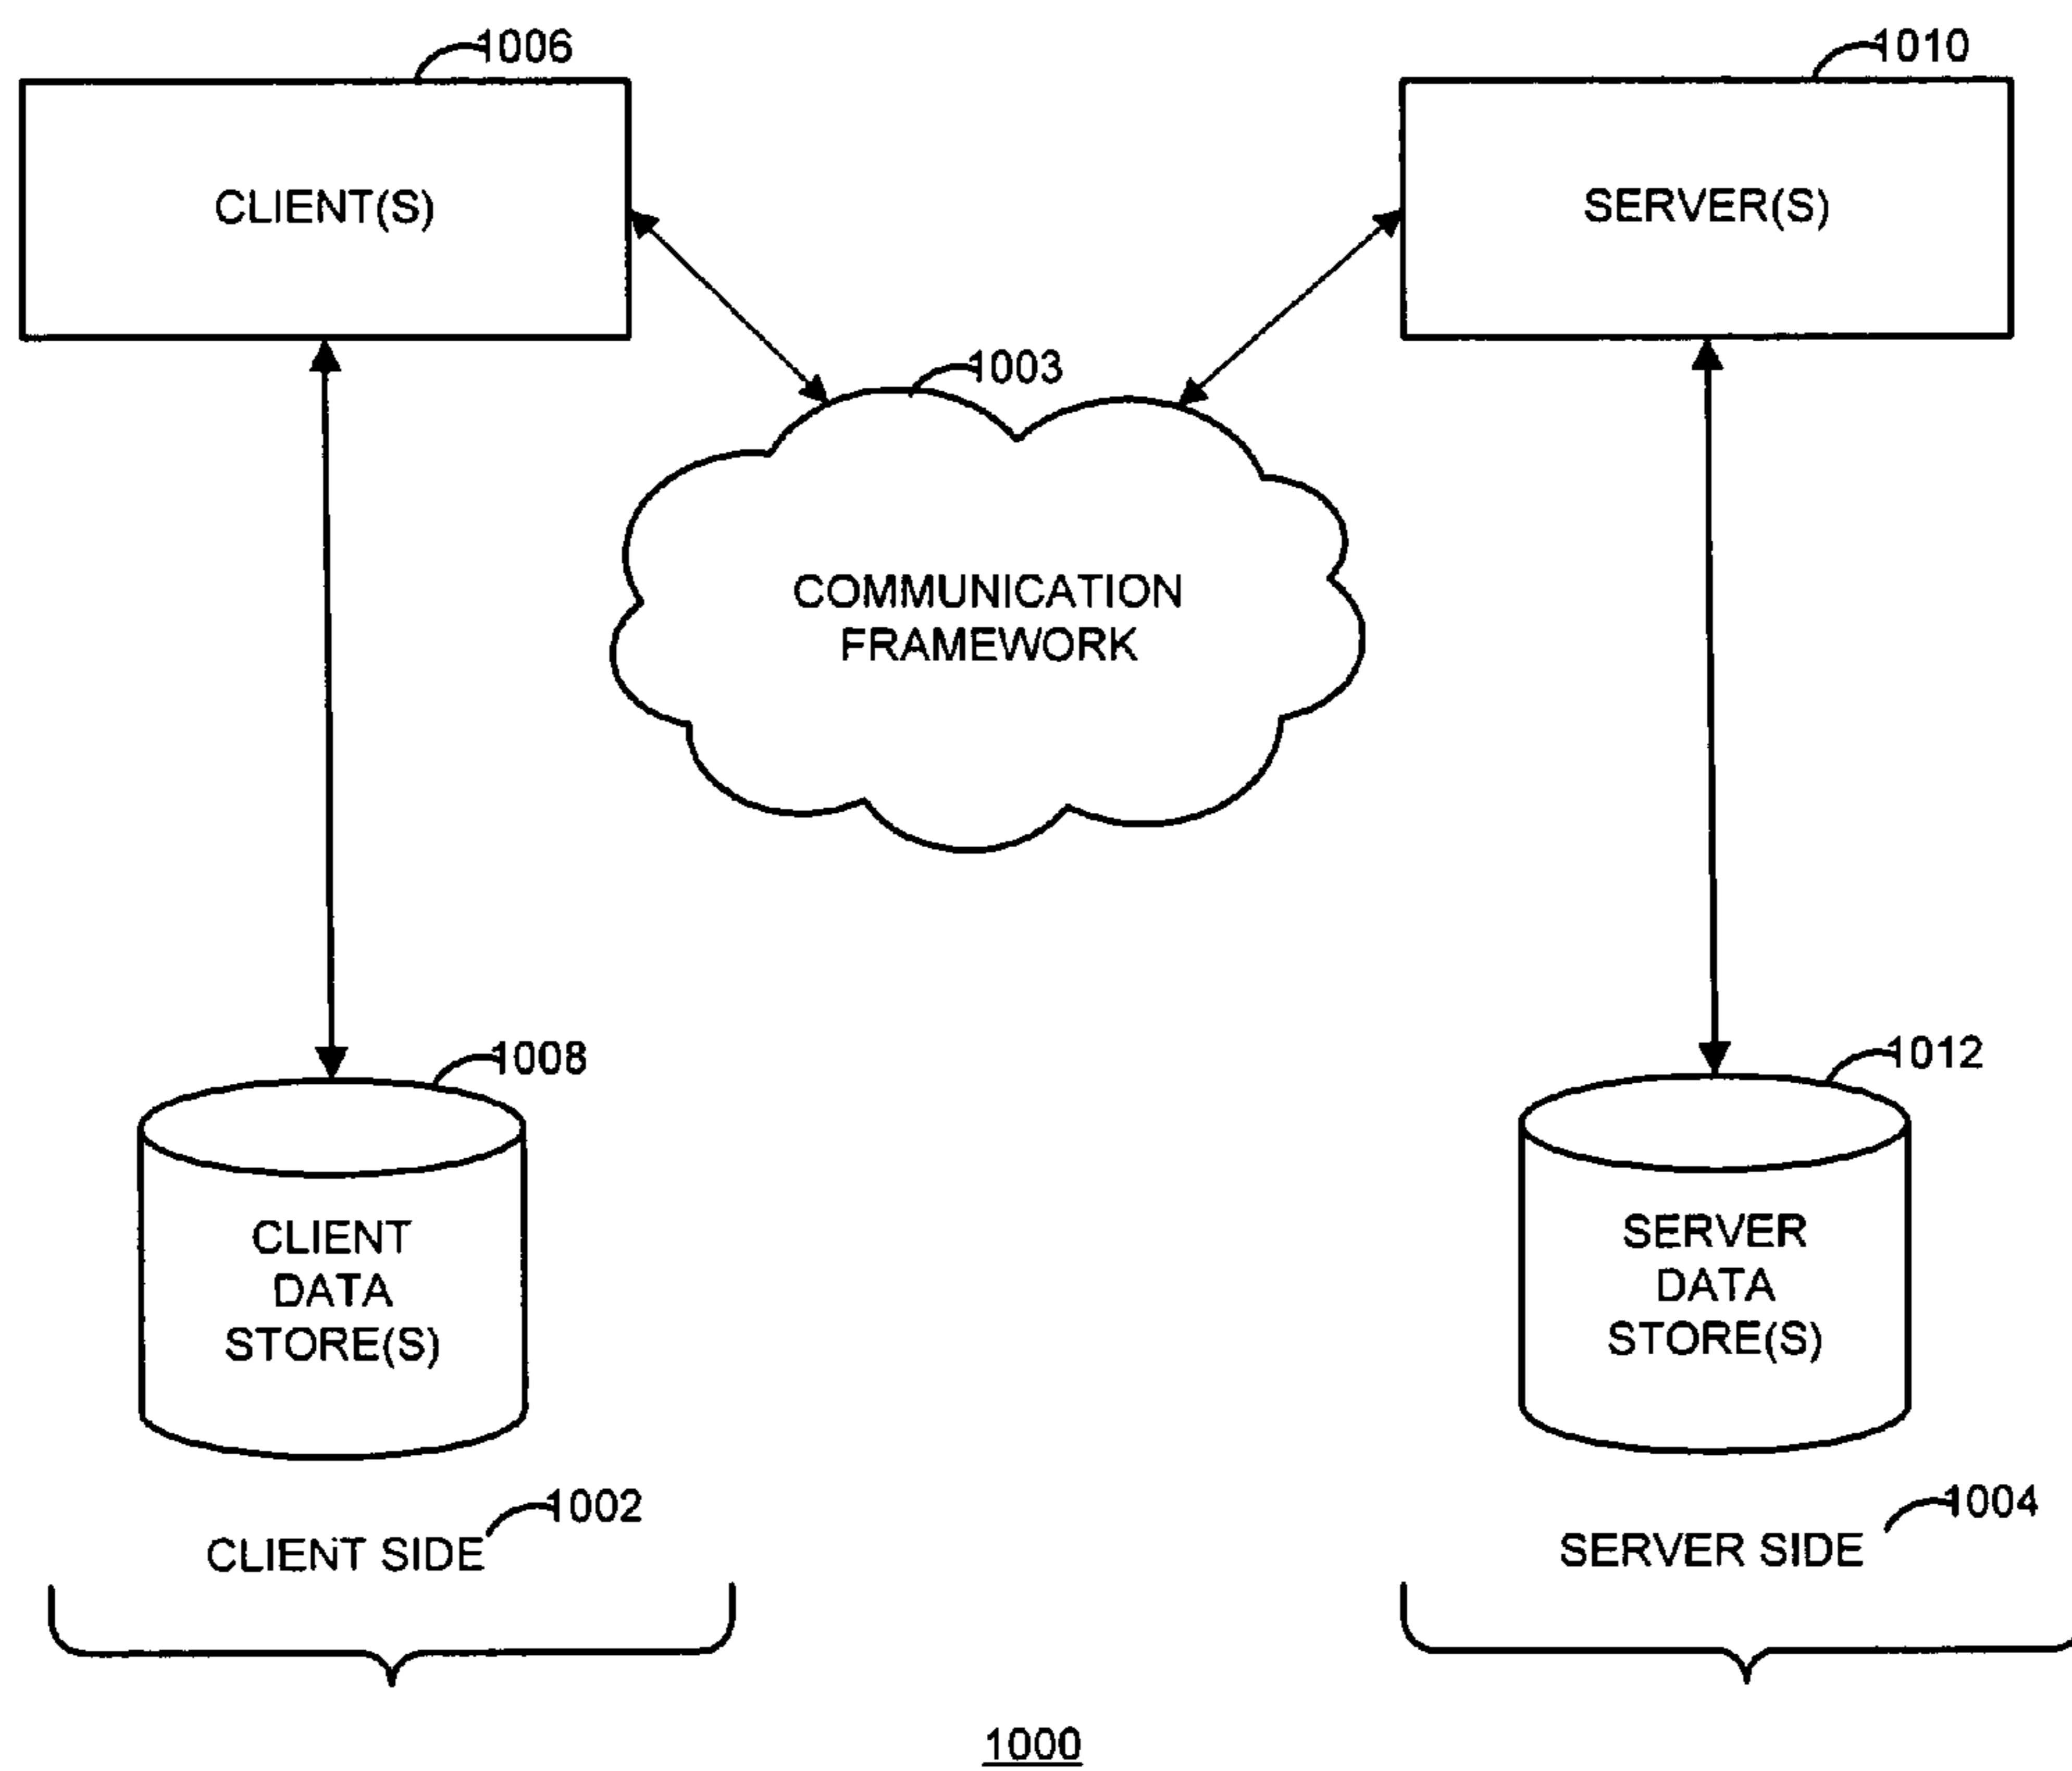 1006
1010
CLIENT(S)
SERVER(S)
1003
COMMUNICATION
FRAMEWORK
1008
1012
CLIENT
DATA
STORE(S)
SERVER
DATA
STORE(S)
1002
CLIENT SIDE
1004
SERVER SIDE
1000